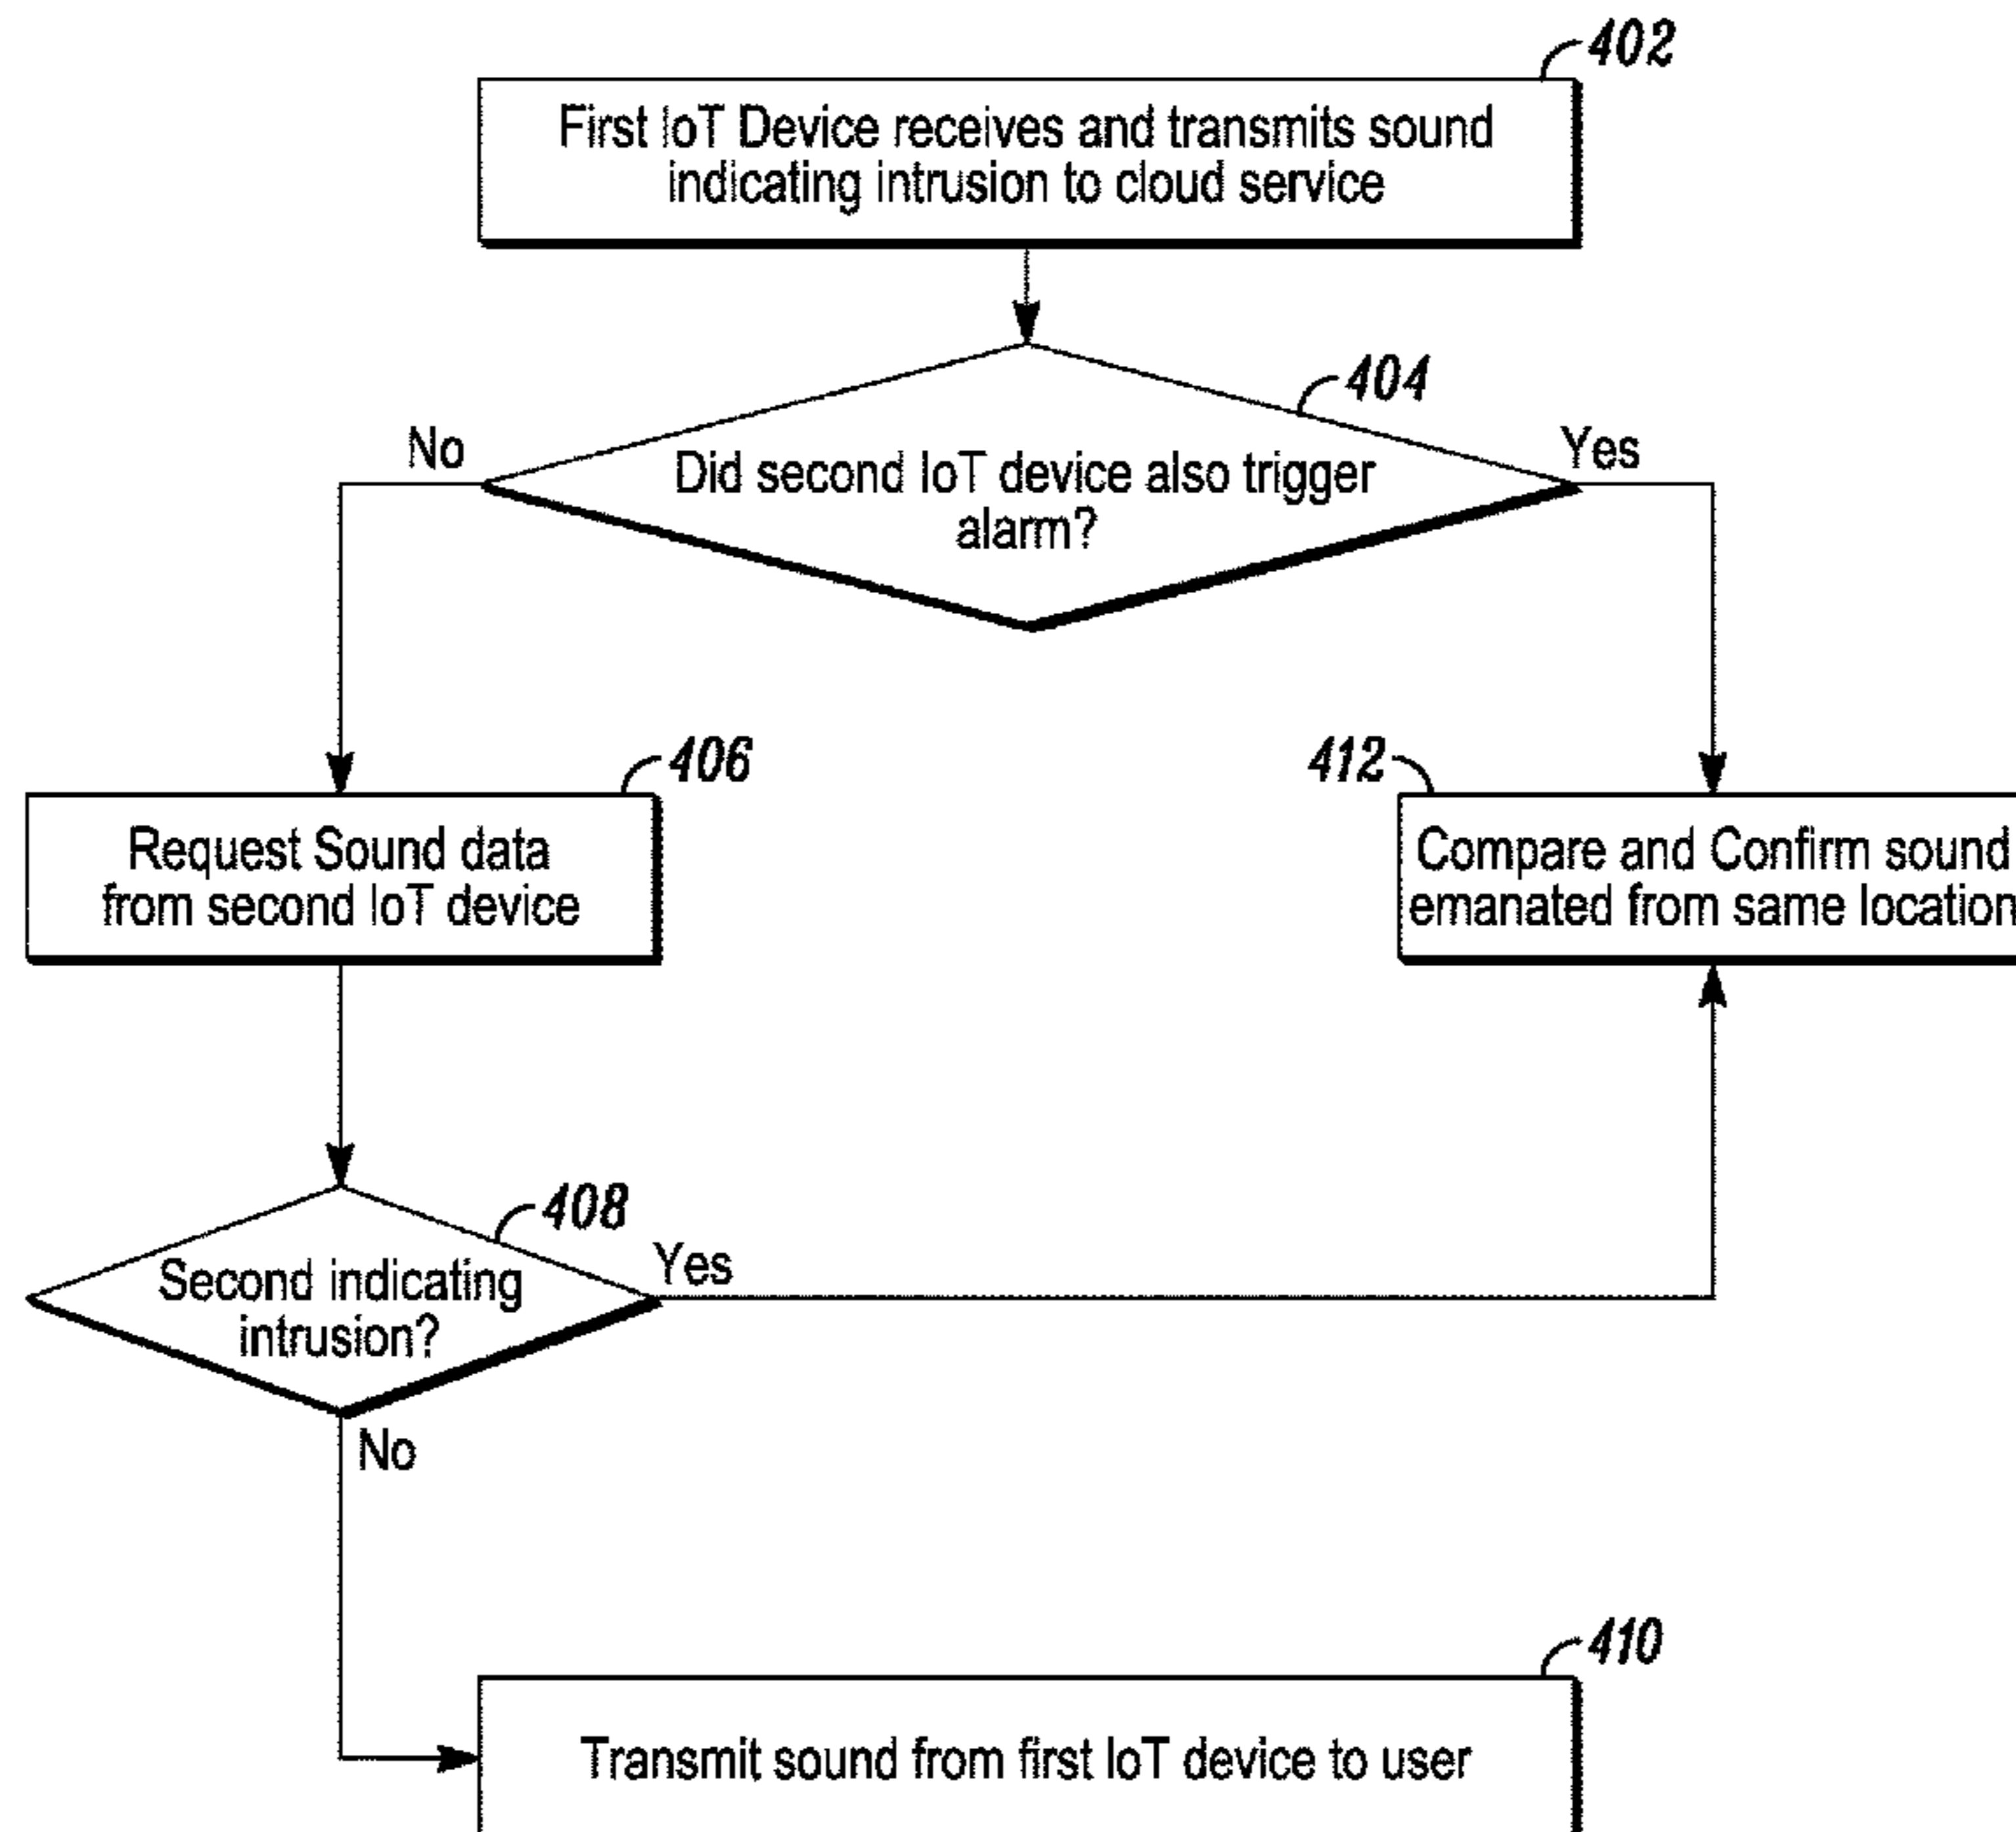 402
First IoT Device receives and transmits sound
indicating intrusion to cloud service
404
No
Yes
Did second IoT device also trigger
alarm?
406
412
Request Sound data
from second IoT device
Compare and Confirm sound
emanated from same location
408
Second indicating
intrusion?
Yes
No
410
Transmit sound from first IoT device to user